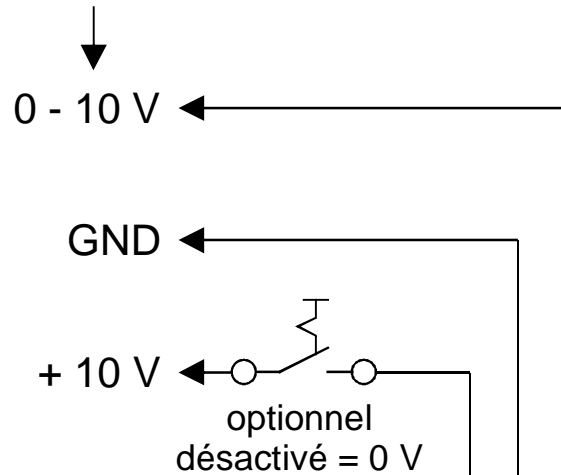 0 - 10 V
GND
+ 10 V
optionnel
désactivé = 0 V